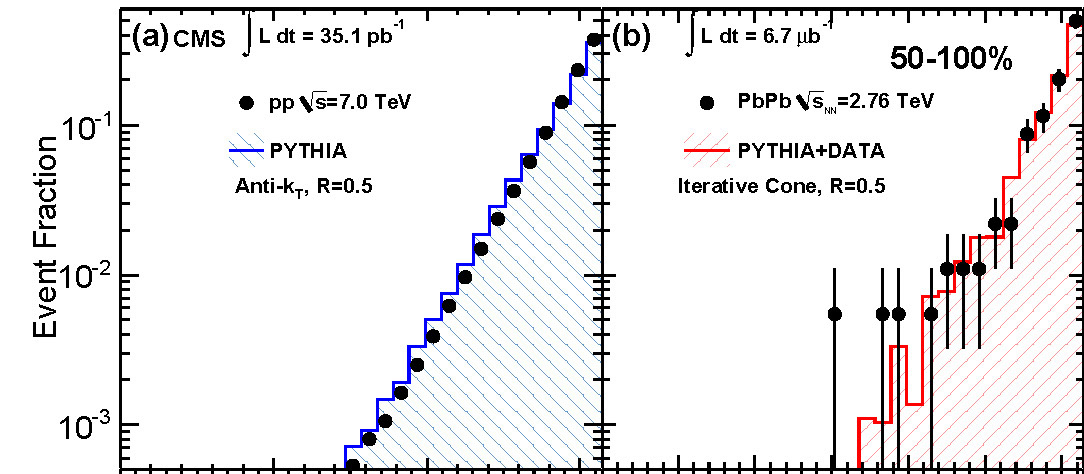 (a) CMS ∫ L dt = 35.1 pb⁻¹
pp √s=7.0 TeV
PYTHIA
Anti-k_T, R=0.5
(b) ∫ L dt = 6.7 μb⁻¹
50-100%
PbPb √s_NN=2.76 TeV
PYTHIA+DATA
Iterative Cone, R=0.5
Event Fraction
10⁻¹
10⁻²
10⁻³